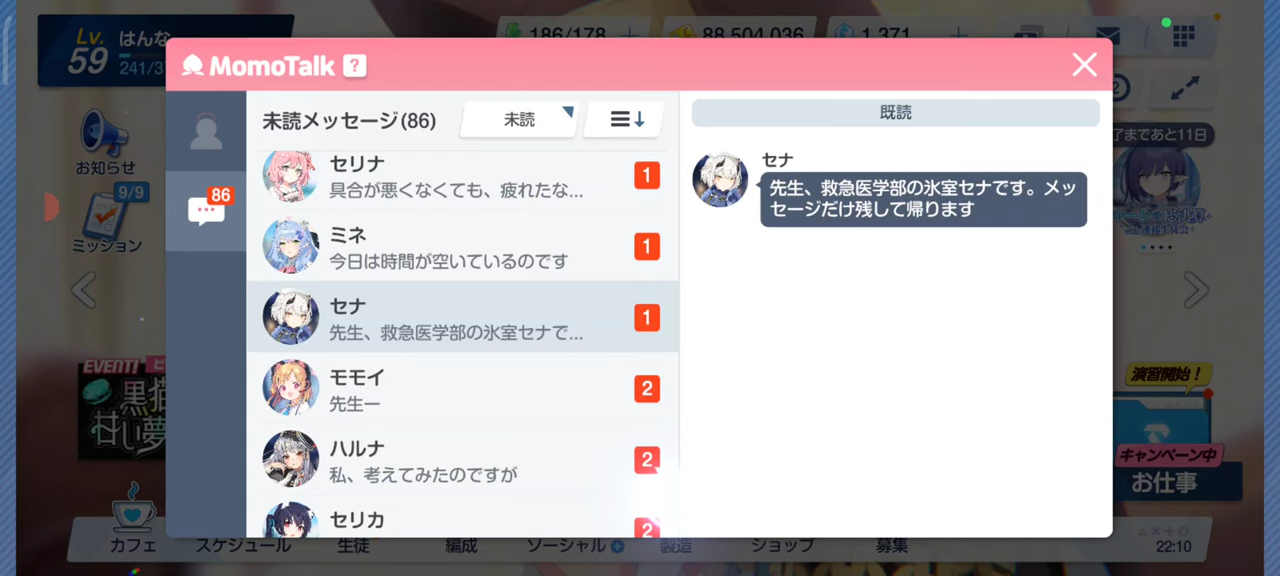 Lv.
59
はんな
241/3
186/178
88,504,036
1,371
MomoTalk ?
お知らせ
9/9
ミッション
86
未読メッセージ(86)
未読
セリナ
具合が悪くなくても、疲れたな...
1
ミネ
今日は時間が空いているのです
1
セナ
先生、救急医学部の氷室セナで...
1
モモイ
先生ー
2
ハルナ
私、考えてみたのですが
2
セリカ
2
既読
セナ
先生、救急医学部の氷室セナです。メッ
セージだけ残して帰ります
了まであと11日
EVENT!
黒猫
甘い夢
演習開始!
キャンペーン中
お仕事
カフェ
スケジュール
生徒
編成
ソーシャル
製造
ショップ
募集
22:10